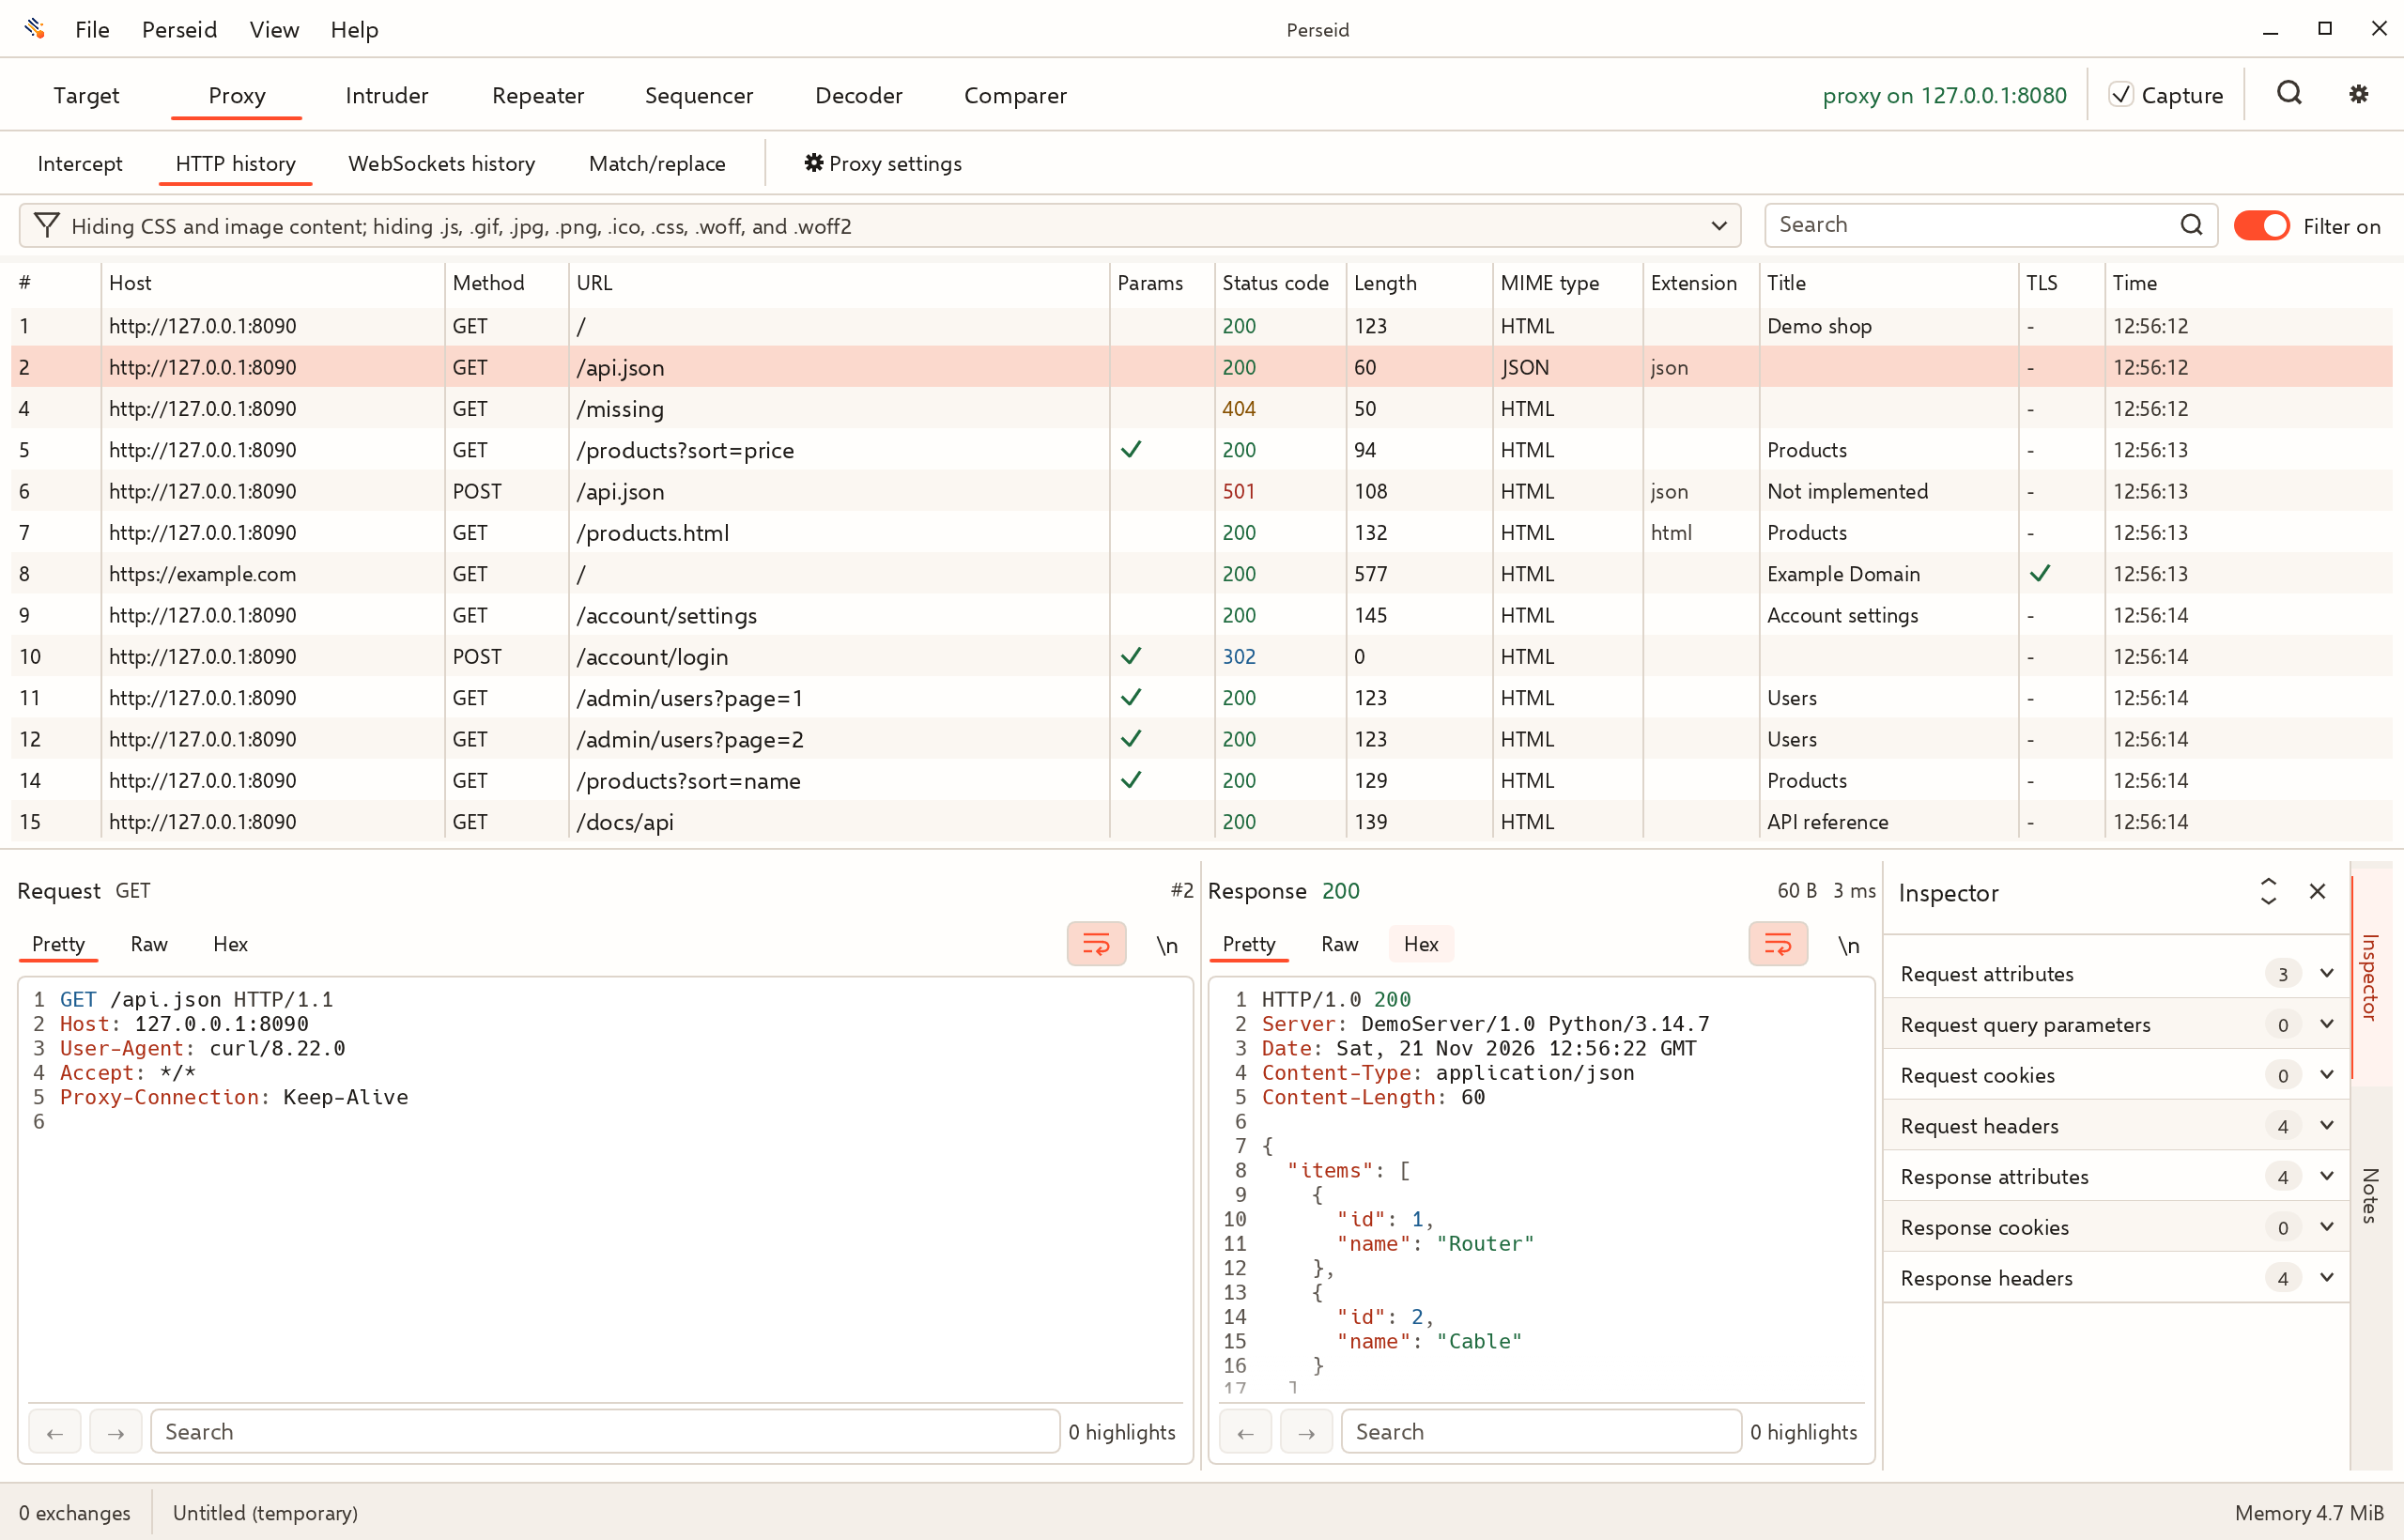 File Perseid View Help Perseid
Target Proxy Intruder Repeater Sequencer Decoder Comparer proxy on 127.0.0.1:8080 Capture
Intercept HTTP history WebSockets history Match/replace Proxy settings
Hiding CSS and image content; hiding .js, .gif, .jpg, .png, .ico, .css, .woff, and .woff2 Search Filter on
# Host Method URL Params Status code Length MIME type Extension Title TLS Time
1 http://127.0.0.1:8090 GET / 200 123 HTML Demo shop - 12:56:12
2 http://127.0.0.1:8090 GET /api.json 200 60 JSON json - 12:56:12
4 http://127.0.0.1:8090 GET /missing 404 50 HTML - 12:56:12
5 http://127.0.0.1:8090 GET /products?sort=price 200 94 HTML Products - 12:56:13
6 http://127.0.0.1:8090 POST /api.json 501 108 HTML json Not implemented - 12:56:13
7 http://127.0.0.1:8090 GET /products.html 200 132 HTML html Products - 12:56:13
8 https://example.com GET / 200 577 HTML Example Domain 12:56:13
9 http://127.0.0.1:8090 GET /account/settings 200 145 HTML Account settings - 12:56:14
10 http://127.0.0.1:8090 POST /account/login 302 0 HTML - 12:56:14
11 http://127.0.0.1:8090 GET /admin/users?page=1 200 123 HTML Users - 12:56:14
12 http://127.0.0.1:8090 GET /admin/users?page=2 200 123 HTML Users - 12:56:14
14 http://127.0.0.1:8090 GET /products?sort=name 200 129 HTML Products - 12:56:14
15 http://127.0.0.1:8090 GET /docs/api 200 139 HTML API reference - 12:56:14
Request GET #2
Pretty Raw Hex \n
1 GET /api.json HTTP/1.1
2 Host: 127.0.0.1:8090
3 User-Agent: curl/8.22.0
4 Accept: */*
5 Proxy-Connection: Keep-Alive
6
← → Search 0 highlights
Response 200 60 B 3 ms
Pretty Raw Hex \n
1 HTTP/1.0 200
2 Server: DemoServer/1.0 Python/3.14.7
3 Date: Sat, 21 Nov 2026 12:56:22 GMT
4 Content-Type: application/json
5 Content-Length: 60
6
7 {
8 "items": [
9 {
10 "id": 1,
11 "name": "Router"
12 },
13 {
14 "id": 2,
15 "name": "Cable"
16 }
17 ]
← → Search 0 highlights
Inspector
Request attributes 3
Request query parameters 0
Request cookies 0
Request headers 4
Response attributes 4
Response cookies 0
Response headers 4
Inspector
Notes
0 exchanges Untitled (temporary) Memory 4.7 MiB